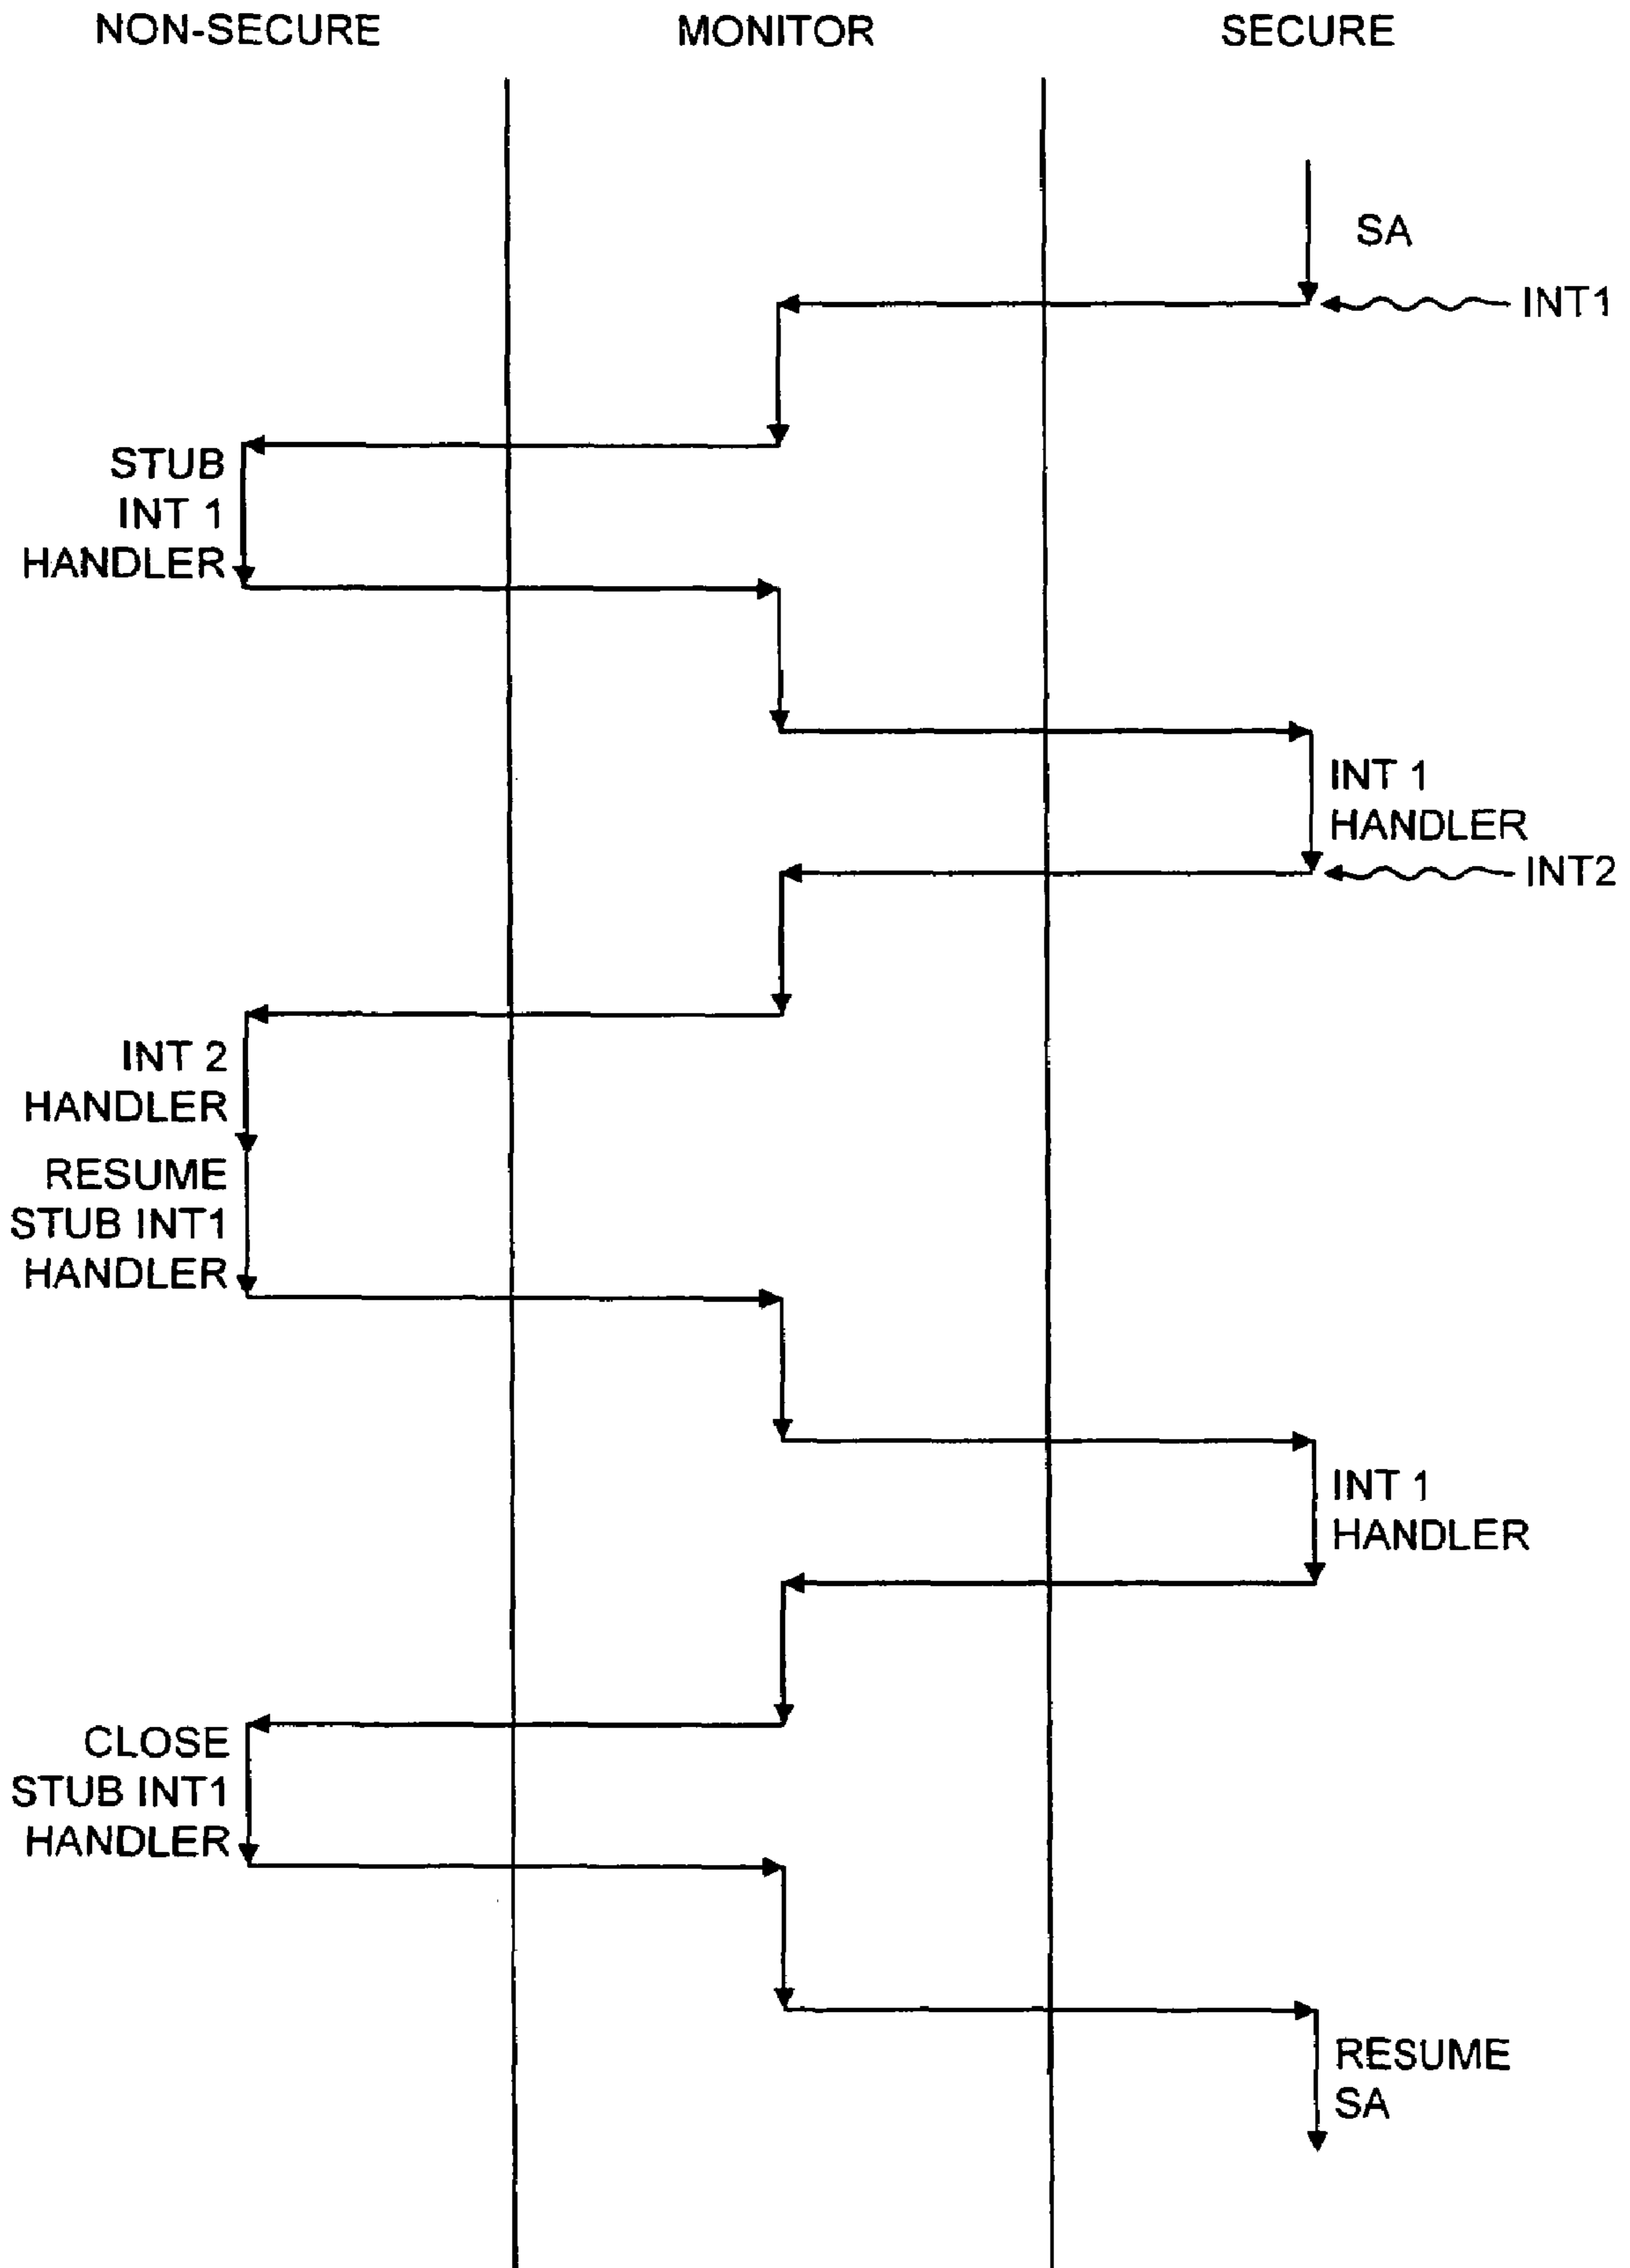 NON-SECURE MONITOR SECURE
SA
INT1
STUB
INT 1
HANDLER
INT 1
HANDLER
INT2
INT 2
HANDLER
RESUME
STUB INT1
HANDLER
INT 1
HANDLER
CLOSE
STUB INT1
HANDLER
RESUME
SA